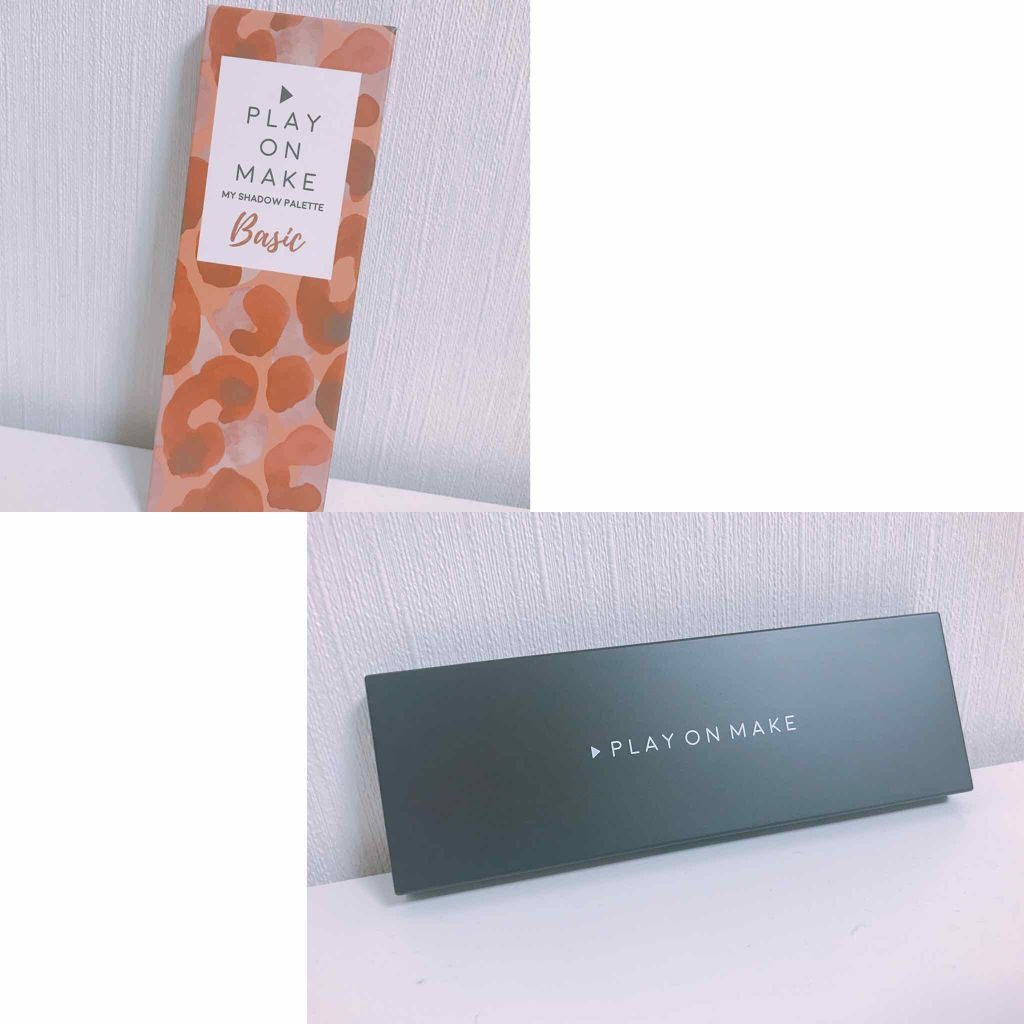 PLAY
ON
MAKE
MY SHADOW PALETTE
Basic
PLAY ON MAKE